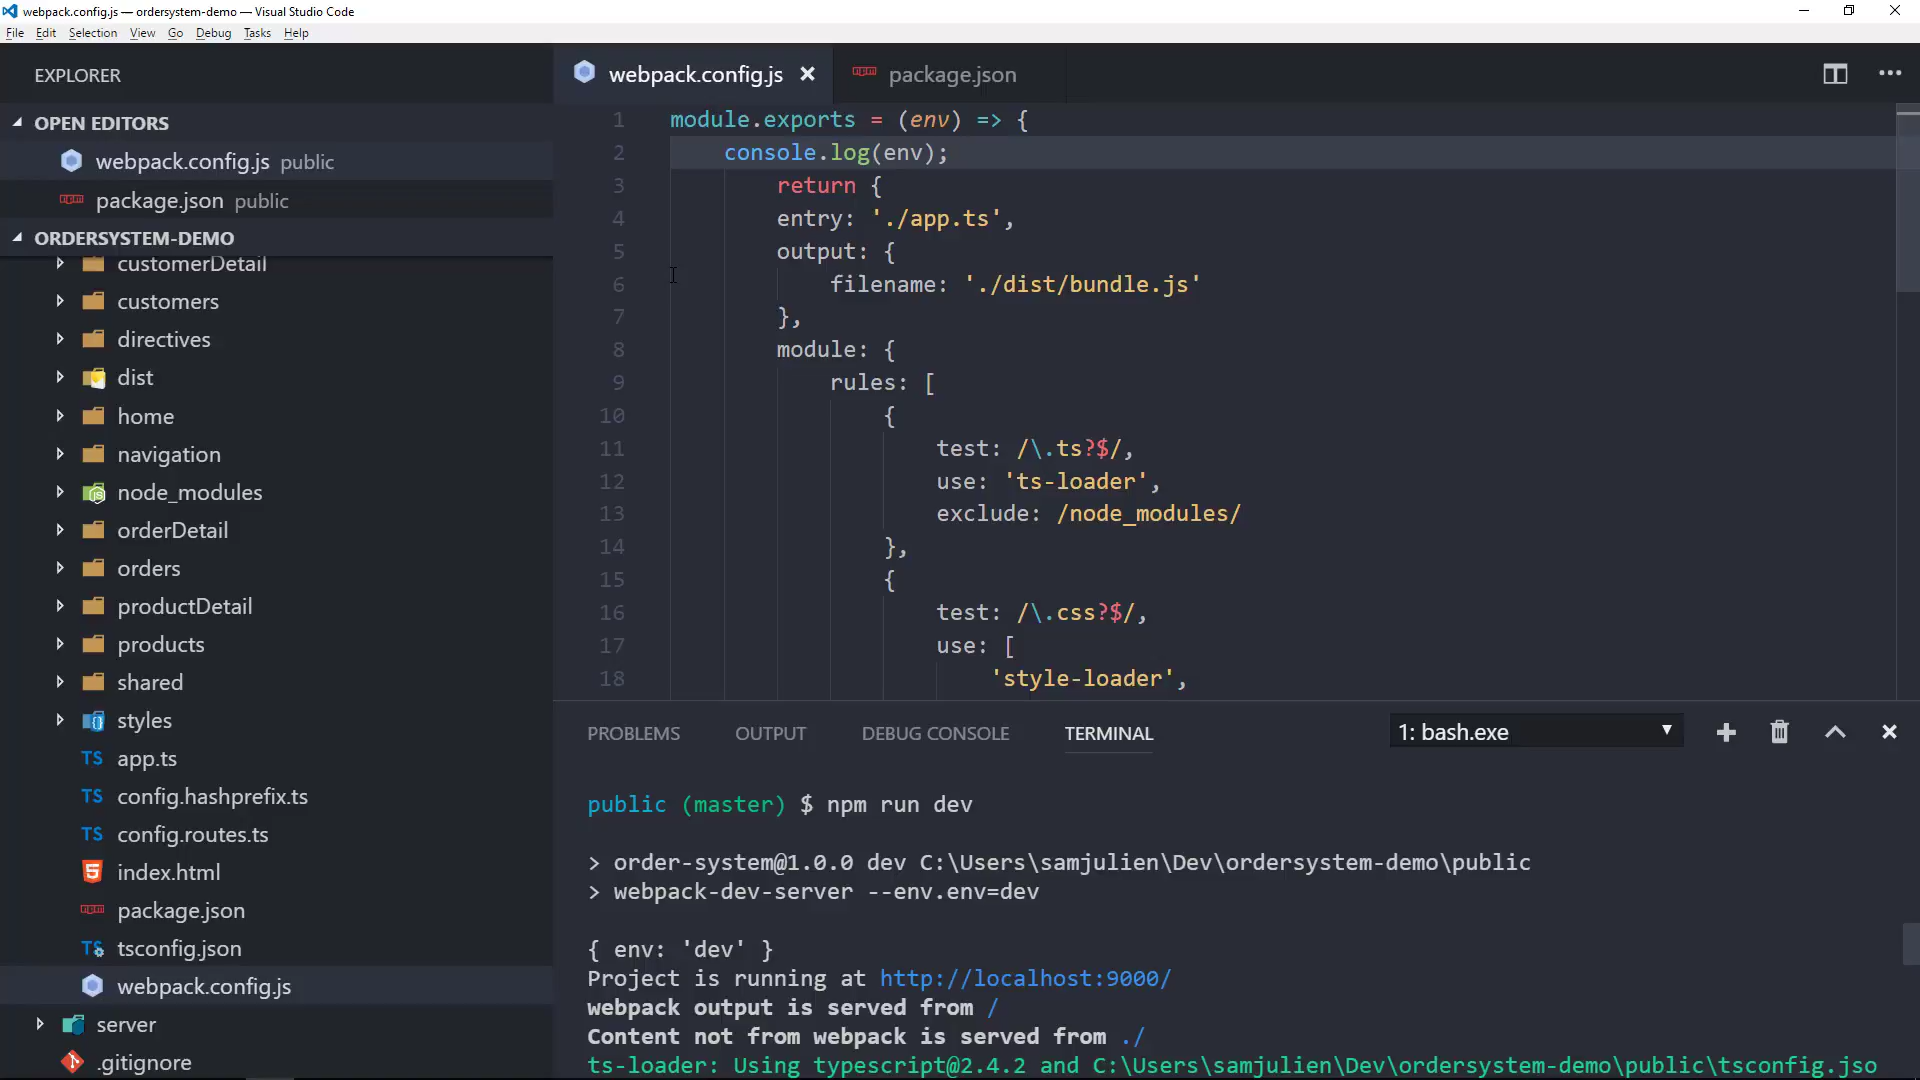 webpack.config.js — ordersystem-demo — Visual Studio Code
File Edit Selection View Go Debug Tasks Help
EXPLORER
OPEN EDITORS
webpack.config.js public
package.json public
ORDERSYSTEM-DEMO
customerDetail
customers
directives
dist
home
navigation
node_modules
orderDetail
orders
productDetail
products
shared
styles
TS app.ts
TS config.hashprefix.ts
TS config.routes.ts
index.html
package.json
TS tsconfig.json
webpack.config.js
server
.gitignore
webpack.config.js package.json
1 module.exports = (env) => {
2 console.log(env);
3 return {
4 entry: './app.ts',
5 output: {
6 filename: './dist/bundle.js'
7 },
8 module: {
9 rules: [
10 {
11 test: /\.ts?$/,
12 use: 'ts-loader',
13 exclude: /node_modules/
14 },
15 {
16 test: /\.css?$/,
17 use: [
18 'style-loader',
PROBLEMS OUTPUT DEBUG CONSOLE TERMINAL 1: bash.exe
public (master) $ npm run dev
> order-system@1.0.0 dev C:\Users\samjulien\Dev\ordersystem-demo\public
> webpack-dev-server --env.env=dev
{ env: 'dev' }
Project is running at http://localhost:9000/
webpack output is served from /
Content not from webpack is served from ./
ts-loader: Using typescript@2.4.2 and C:\Users\samjulien\Dev\ordersystem-demo\public\tsconfig.jso